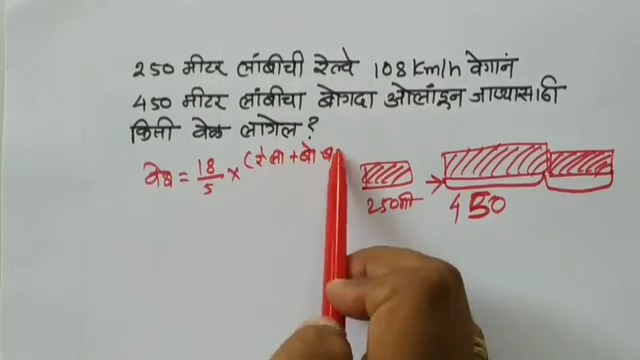 250 मीटर लांबीची रेल्वे 108 Km/h वेगानं
450 मीटर लांबीचा बोगदा ओलांडून जाण्यासाठी
किती वेळ लागेल ?
वेळ = 18/5 × (रे लां + बो
250मी
450